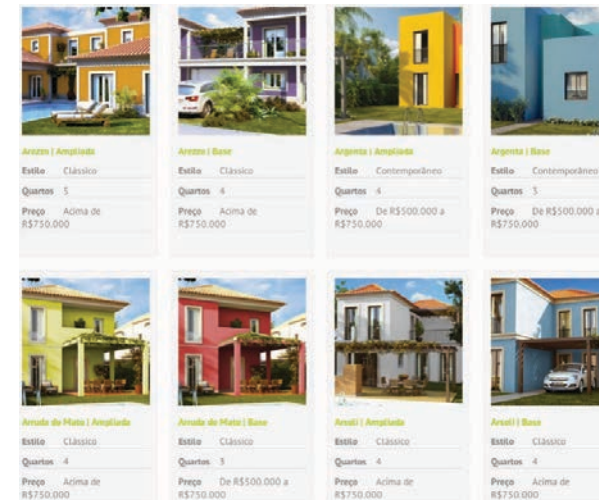 Arezzo | Ampliada
Estilo Clássico
Quartos 5
Preço Acima de
R$750.000
Arezzo | Base
Estilo Clássico
Quartos 4
Preço Acima de
R$750.000
Argenta | Ampliada
Estilo Contemporâneo
Quartos 4
Preço De R$500.000 a
R$750.000
Argenta | Base
Estilo Contemporâneo
Quartos 3
Preço De R$500.000 a
R$750.000
Arruda do Mato | Ampliada
Estilo Clássico
Quartos 4
Preço Acima de
R$750.000
Arruda do Mato | Base
Estilo Clássico
Quartos 3
Preço De R$500.000 a
R$750.000
Ampliada
Estilo Clássico
Quartos 4
Preço Acima de
R$750.000
Base
Estilo Clássico
Quartos 4
Preço Acima de
R$750.000